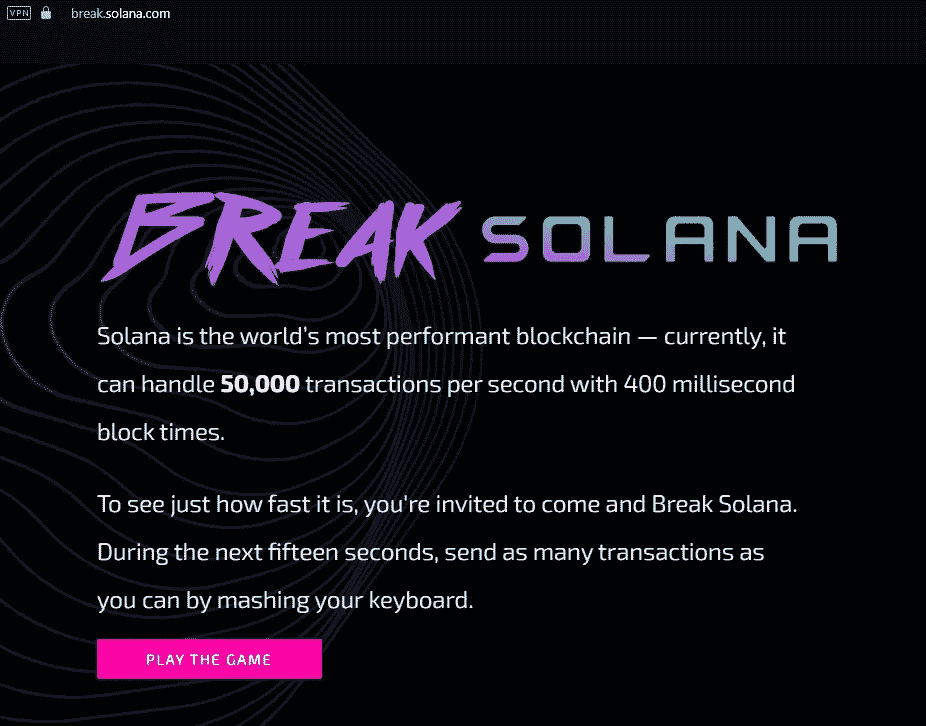 VPN break.solana.com
BREAK SOLANA
Solana is the world's most performant blockchain — currently, it
can handle 50,000 transactions per second with 400 millisecond
block times.
To see just how fast it is, you're invited to come and Break Solana.
During the next fifteen seconds, send as many transactions as
you can by mashing your keyboard.
PLAY THE GAME